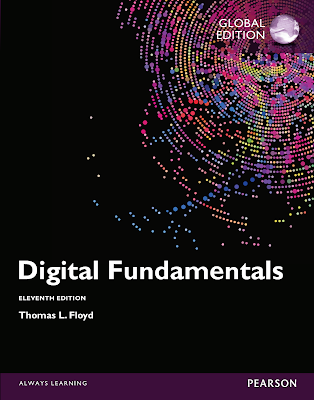 GLOBAL
EDITION
Digital Fundamentals
ELEVENTH EDITION
Thomas L. Floyd
ALWAYS LEARNING
PEARSON